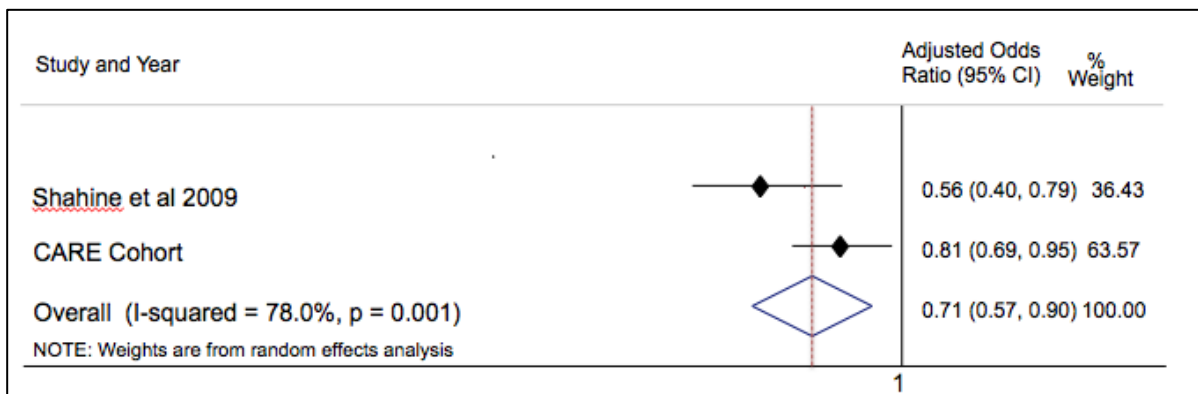 Study and Year Adjusted Odds Ratio (95% CI) % Weight
Shahine et al 2009 0.56 (0.40, 0.79) 36.43
CARE Cohort 0.81 (0.69, 0.95) 63.57
Overall (I-squared = 78.0%, p = 0.001) 0.71 (0.57, 0.90) 100.00
NOTE: Weights are from random effects analysis
1